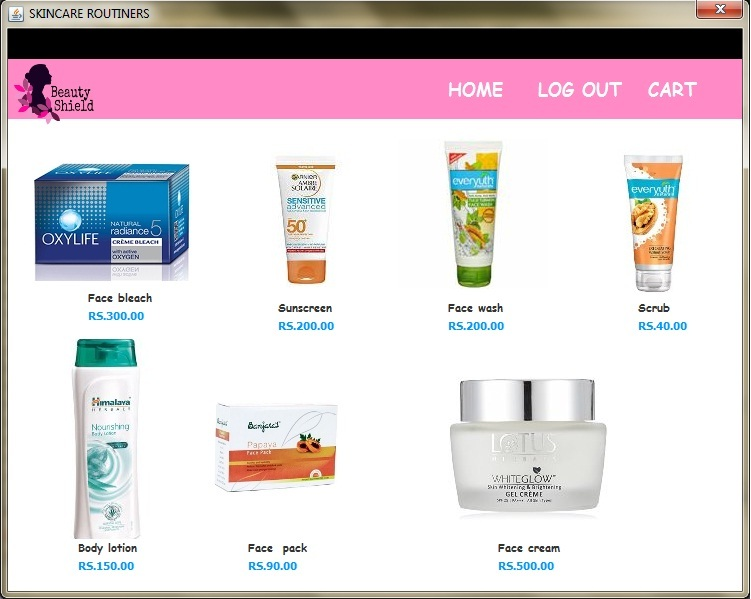 SKINCARE ROUTINERS
Beauty
Shield
HOME
LOG OUT
CART
OXYLIFE
NATURAL
radiance 5
CRÈME BLEACH
with active
OXYGEN
Face bleach
RS.300.00
GARNIER
AMBRE
SOLAIRE
SENSITIVE
advanced
50+
Sunscreen
RS.200.00
everyuth
Face wash
RS.200.00
everyuth
Scrub
RS.40.00
Himalaya
HERBALS
Nourishing
Body Lotion
Body lotion
RS.150.00
Banjara's
Papaya
Face Pack
Face pack
RS.90.00
LOTUS
HERBALS
WHITEGLOW
Skin Whitening & Brightening
GEL CRÈME
Face cream
RS.500.00